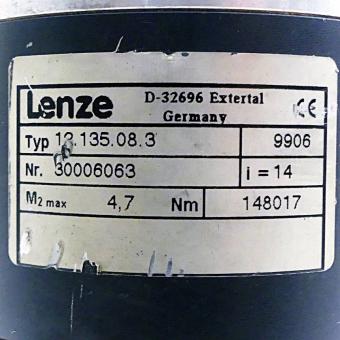 Lenze D-32696 Extertal
Germany CE
Typ 13.135.08.3 9906
Nr. 30006063 i = 14
M2 max 4,7 Nm 148017